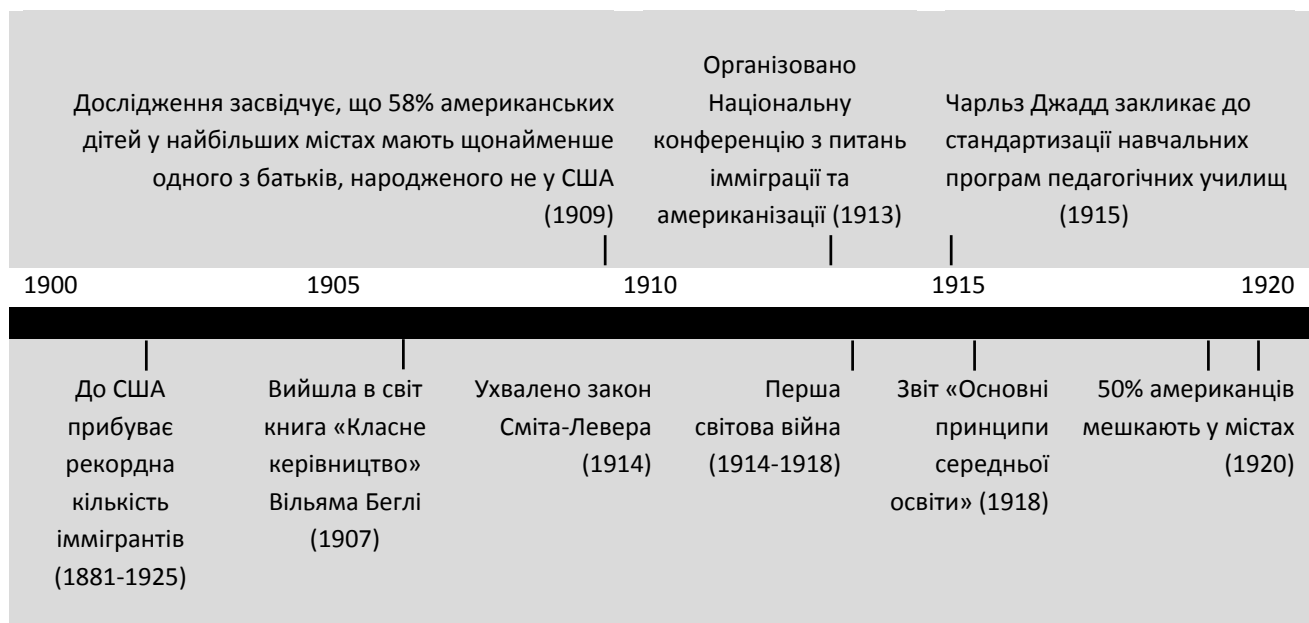 Дослідження засвідчує, що 58% американських
дітей у найбільших містах мають щонайменше
одного з батьків, народженого не у США
(1909)
Організовано
Національну
конференцію з питань
імміграції та
американізації (1913)
Чарльз Джадд закликає до
стандартизації навчальних
програм педагогічних училищ
(1915)
1900 1905 1910 1915 1920
До США
прибуває
рекордна
кількість
іммігрантів
(1881-1925)
Вийшла в світ
книга «Класне
керівництво»
Вільяма Беглі
(1907)
Ухвалено закон
Сміта-Левера
(1914)
Перша
світова війна
(1914-1918)
Звіт «Основні
принципи
середньої
освіти» (1918)
50% американців
мешкають у містах
(1920)